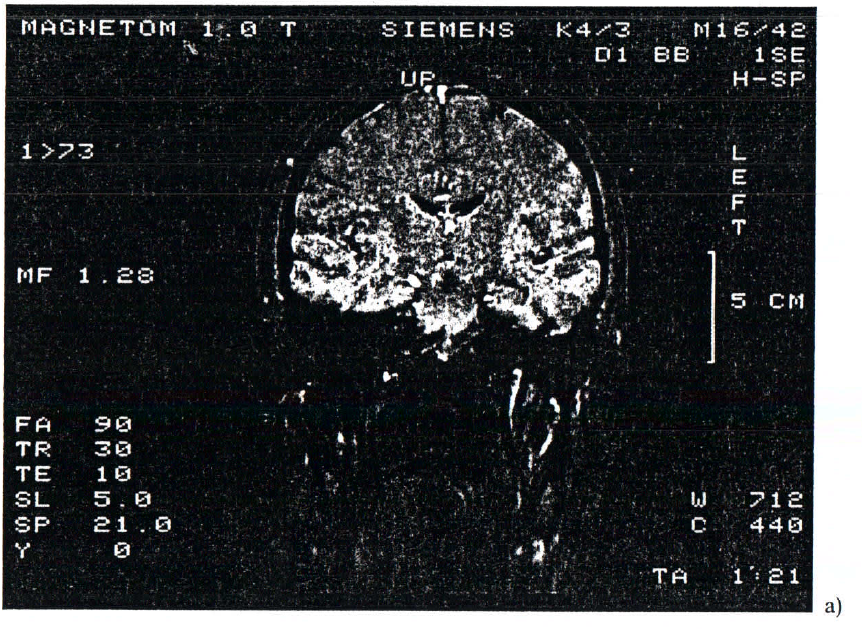 MAGNETOM 1.0 T SIEMENS K4/3 M16/42
D1 BB 1SE
UP H-SP
1>73
LEFT
MF 1.28
5 CM
FA 90
TR 30
TE 10
SL 5.0
SP 21.0
Y 0
W 712
C 440
TA 1:21
a)